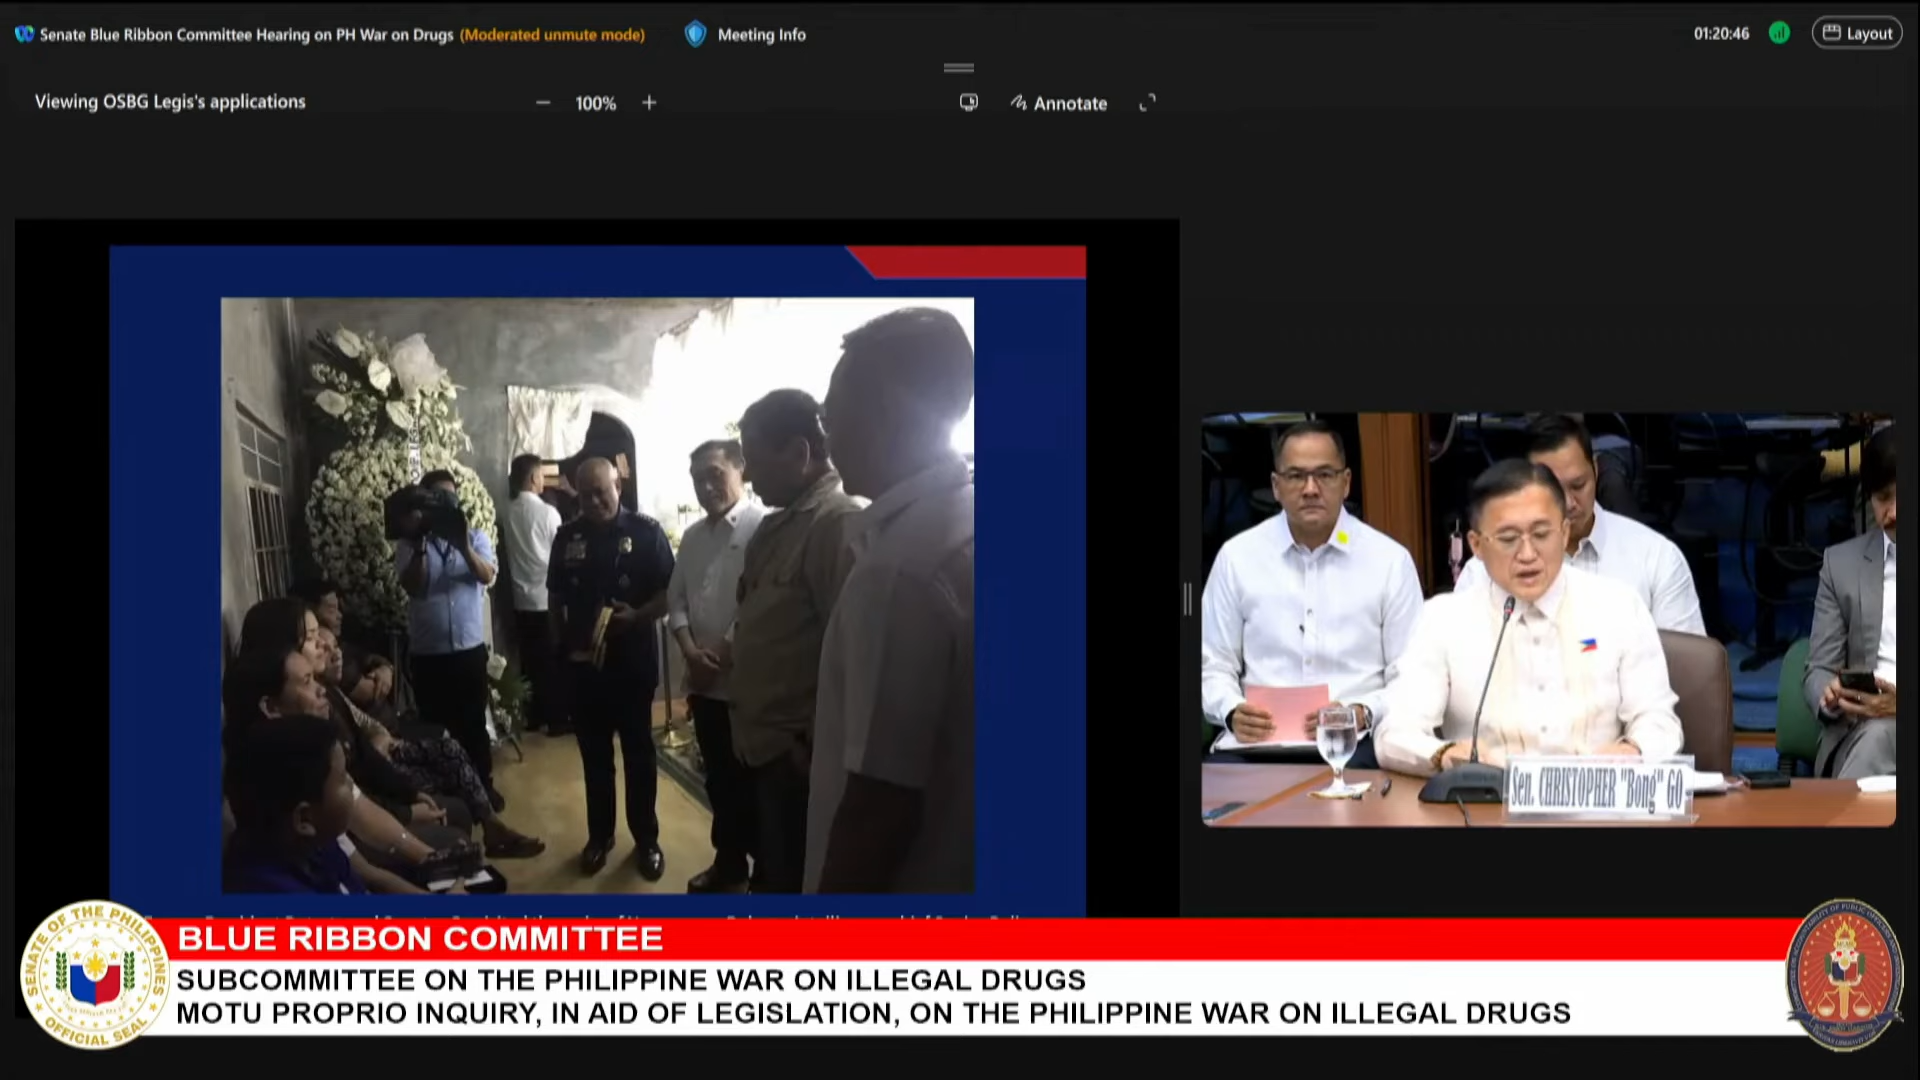 Senate Blue Ribbon Committee Hearing on PH War on Drugs (Moderated unmute mode)
Meeting Info
01:20:46
Layout
Viewing OSBG Legis's applications
100%
Annotate
Sen. CHRISTOPHER "Bong" GO
SENATE OF THE PHILIPPINES
OFFICIAL SEAL
BLUE RIBBON COMMITTEE
SUBCOMMITTEE ON THE PHILIPPINE WAR ON ILLEGAL DRUGS
MOTU PROPRIO INQUIRY, IN AID OF LEGISLATION, ON THE PHILIPPINE WAR ON ILLEGAL DRUGS